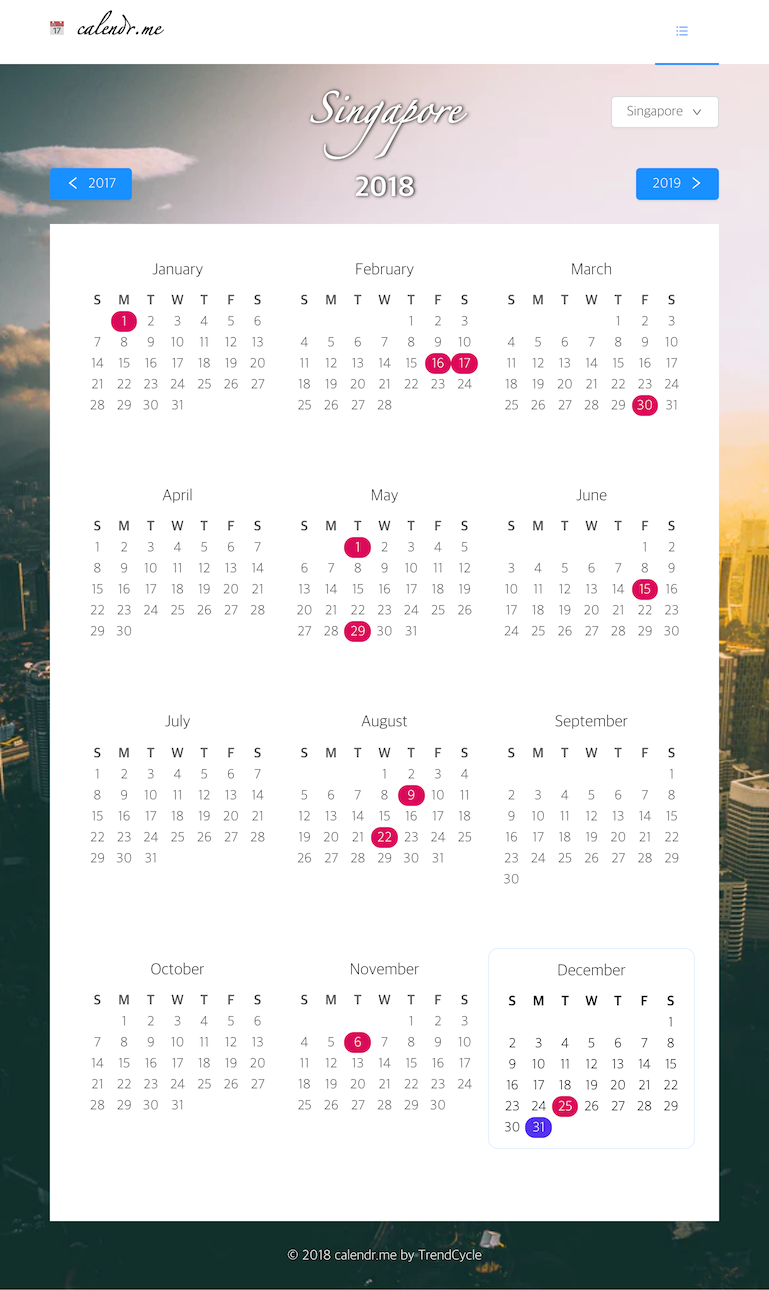 17 calendr.me
Singapore
Singapore
2017 2018 2019
January February March
S M T W T F S S M T W T F S S M T W T F S
1 2 3 4 5 6 1 2 3 1 2 3
7 8 9 10 11 12 13 4 5 6 7 8 9 10 4 5 6 7 8 9 10
14 15 16 17 18 19 20 11 12 13 14 15 16 17 11 12 13 14 15 16 17
21 22 23 24 25 26 27 18 19 20 21 22 23 24 18 19 20 21 22 23 24
28 29 30 31 25 26 27 28 25 26 27 28 29 30 31
April May June
S M T W T F S S M T W T F S S M T W T F S
1 2 3 4 5 6 7 1 2 3 4 5 1 2
8 9 10 11 12 13 14 6 7 8 9 10 11 12 3 4 5 6 7 8 9
15 16 17 18 19 20 21 13 14 15 16 17 18 19 10 11 12 13 14 15 16
22 23 24 25 26 27 28 20 21 22 23 24 25 26 17 18 19 20 21 22 23
29 30 27 28 29 30 31 24 25 26 27 28 29 30
July August September
S M T W T F S S M T W T F S S M T W T F S
1 2 3 4 5 6 7 1 2 3 4 1
8 9 10 11 12 13 14 5 6 7 8 9 10 11 2 3 4 5 6 7 8
15 16 17 18 19 20 21 12 13 14 15 16 17 18 9 10 11 12 13 14 15
22 23 24 25 26 27 28 19 20 21 22 23 24 25 16 17 18 19 20 21 22
29 30 31 26 27 28 29 30 31 23 24 25 26 27 28 29
30
October November December
S M T W T F S S M T W T F S S M T W T F S
1 2 3 4 5 6 1 2 3 1
7 8 9 10 11 12 13 4 5 6 7 8 9 10 2 3 4 5 6 7 8
14 15 16 17 18 19 20 11 12 13 14 15 16 17 9 10 11 12 13 14 15
21 22 23 24 25 26 27 18 19 20 21 22 23 24 16 17 18 19 20 21 22
28 29 30 31 25 26 27 28 29 30 23 24 25 26 27 28 29
30 31
© 2018 calendr.me by TrendCycle